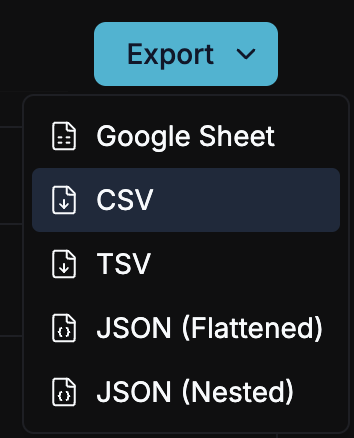 Export
Google Sheet
CSV
TSV
JSON (Flattened)
JSON (Nested)